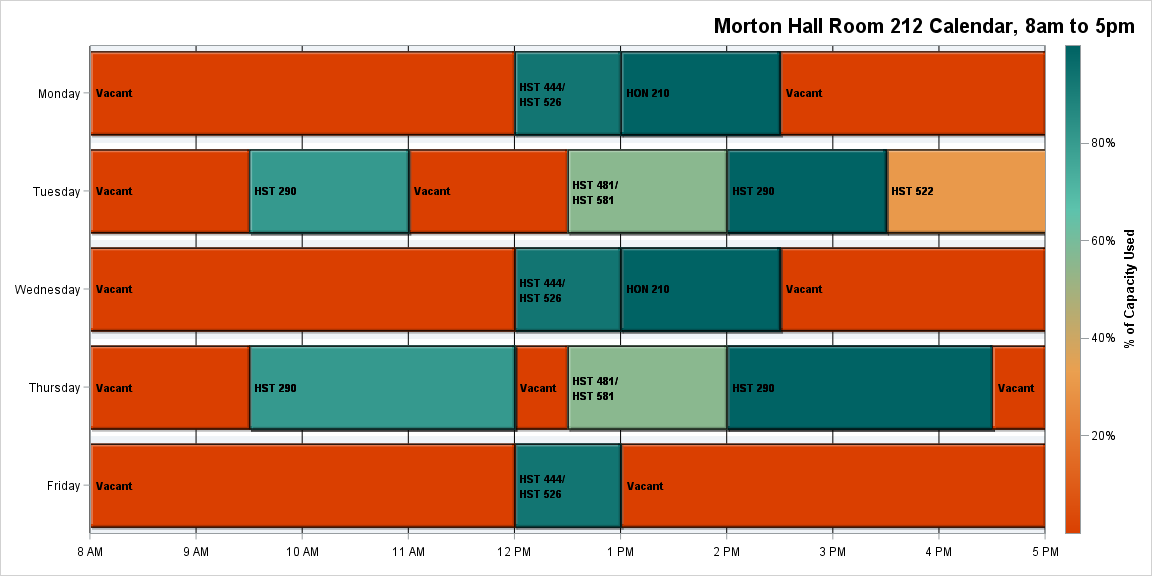 Morton Hall Room 212 Calendar, 8am to 5pm
Monday
Vacant
HST 444/
HST 526
HON 210
Vacant
Tuesday
Vacant
HST 290
Vacant
HST 481/
HST 581
HST 290
HST 522
Wednesday
Vacant
HST 444/
HST 526
HON 210
Vacant
Thursday
Vacant
HST 290
Vacant
HST 481/
HST 581
HST 290
Vacant
Friday
Vacant
HST 444/
HST 526
Vacant
8 AM
9 AM
10 AM
11 AM
12 PM
1 PM
2 PM
3 PM
4 PM
5 PM
80%
60%
40%
20%
% of Capacity Used